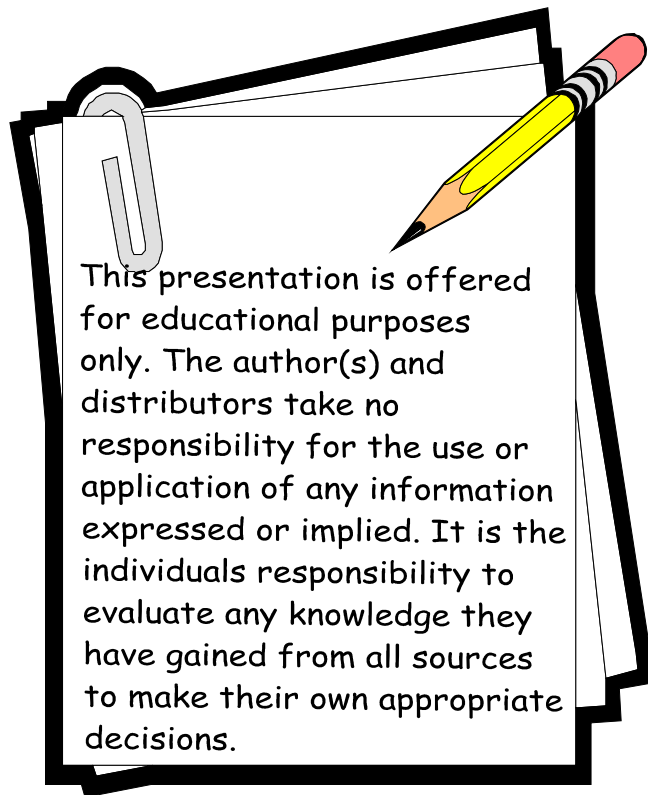 This presentation is offered
for educational purposes
only. The author(s) and
distributors take no
responsibility for the use or
application of any information
expressed or implied. It is the
individuals responsibility to
evaluate any knowledge they
have gained from all sources
to make their own appropriate
decisions.